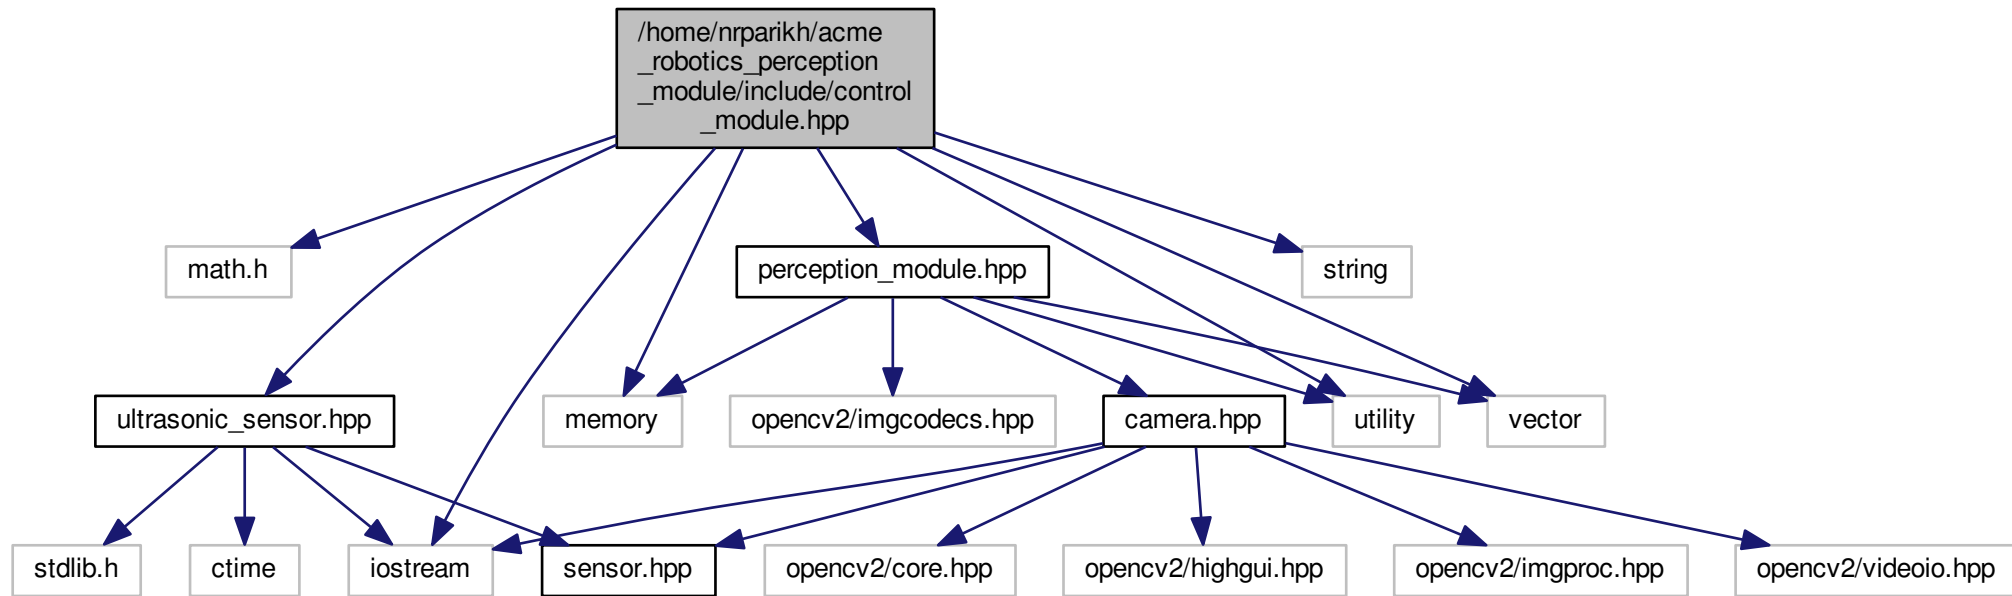 /home/nrparikh/acme
_robotics_perception
_module/include/control
_module.hpp
math.h
perception_module.hpp
string
ultrasonic_sensor.hpp
memory
opencv2/imgcodecs.hpp
camera.hpp
utility
vector
stdlib.h
ctime
iostream
sensor.hpp
opencv2/core.hpp
opencv2/highgui.hpp
opencv2/imgproc.hpp
opencv2/videoio.hpp